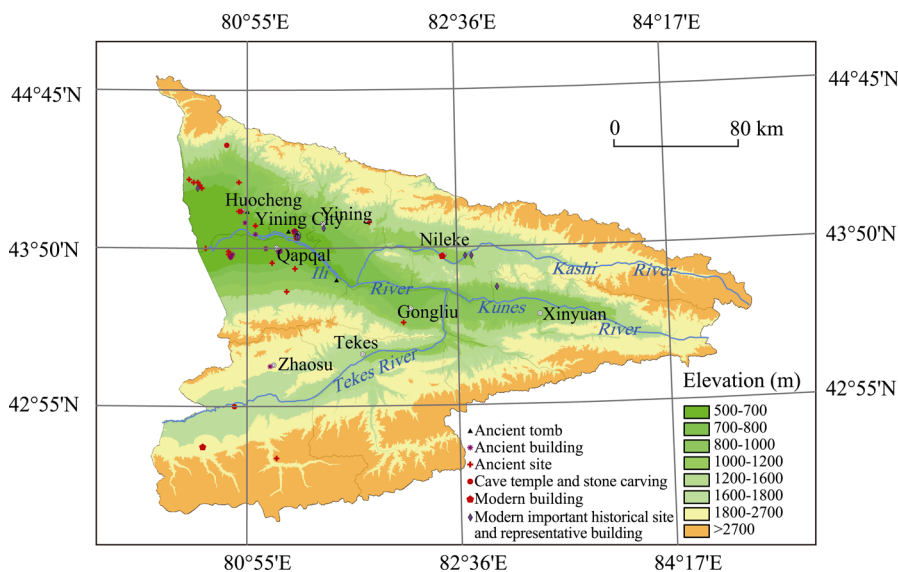 80°55'E 82°36'E 84°17'E
44°45'N 44°45'N
0 80 km
Huocheng
Yining City Yining
43°50'N 43°50'N
Nileke
Qapqal
Ili River
Kashi River
Kunes River
Gongliu
Xinyuan
Tekes
Tekes River
Zhaosu
42°55'N 42°55'N
Elevation (m)
500-700
700-800
800-1000
1000-1200
1200-1600
1600-1800
1800-2700
>2700
Ancient tomb
Ancient building
Ancient site
Cave temple and stone carving
Modern building
Modern important historical site
and representative building
80°55'E 82°36'E 84°17'E